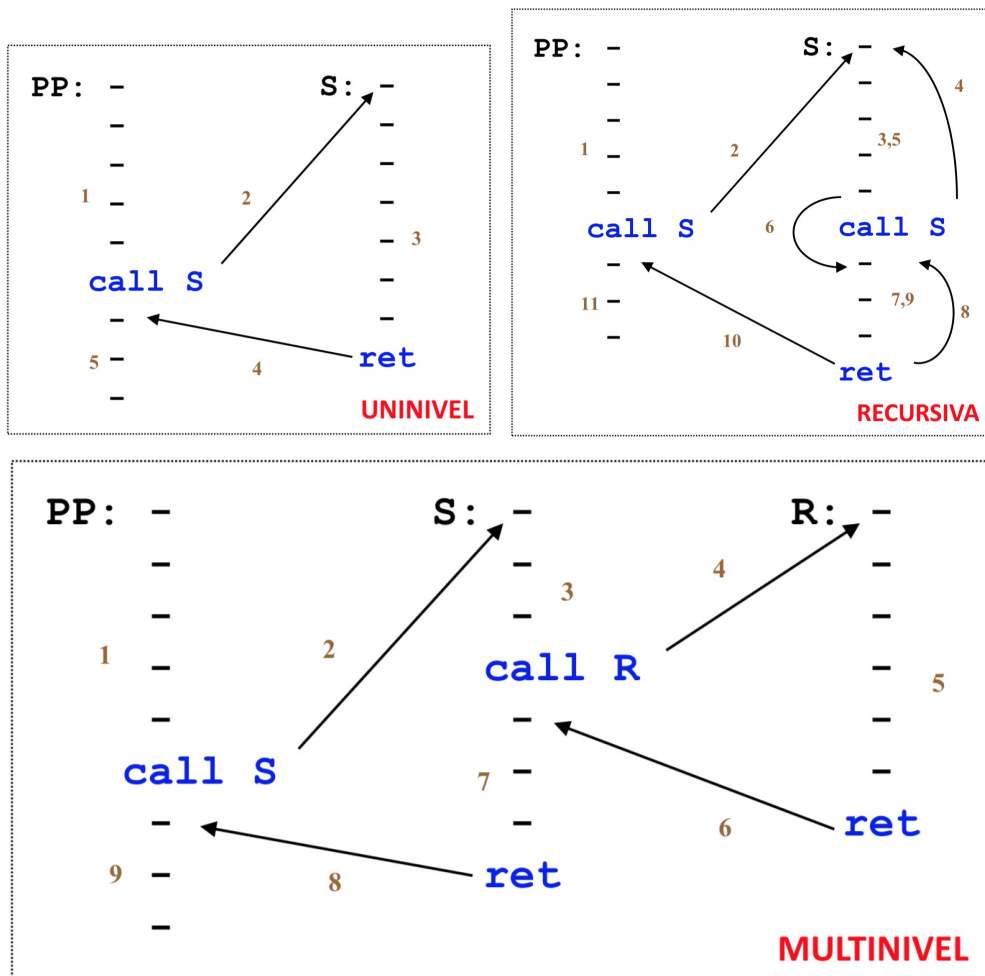 PP: –
S: –
1
2
3
call S
5
4
ret
UNINIVEL
PP: –
S: –
4
3,5
1
2
call S
6
call S
11
7,9
8
10
ret
RECURSIVA
PP: –
S: –
R: –
3
4
1
2
call R
5
call S
7
6
ret
9
8
ret
MULTINIVEL